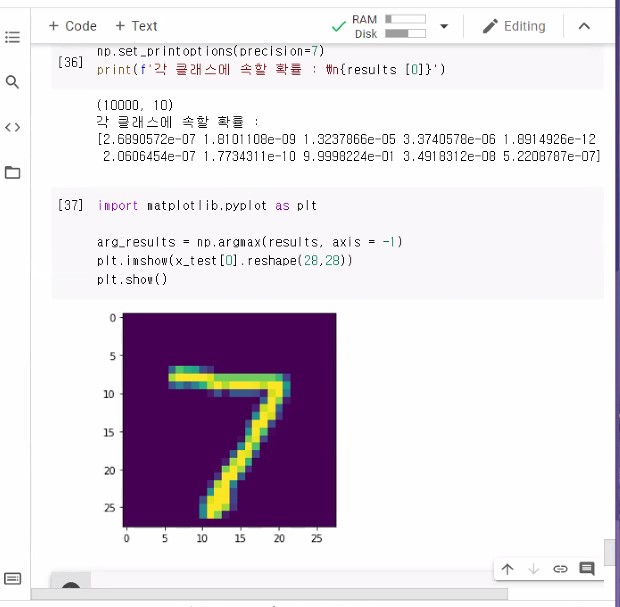 + Code + Text
RAM
Disk
Editing
np.set_printoptions(precision=7)
[36]
print(f'각 클래스에 속할 확률 : ₩n{results [0]}')
(10000, 10)
각 클래스에 속할 확률 :
[2.6890572e-07 1.8101108e-09 1.3237866e-05 3.3740578e-06 1.8914926e-12
2.0606454e-07 1.7734311e-10 9.9998224e-01 3.4918312e-08 5.2208787e-07]
[37] import matplotlib.pyplot as plt
arg_results = np.argmax(results, axis = -1)
plt.imshow(x_test[0].reshape(28,28))
plt.show()
0
5
10
15
20
25
7
0 5 10 15 20 25